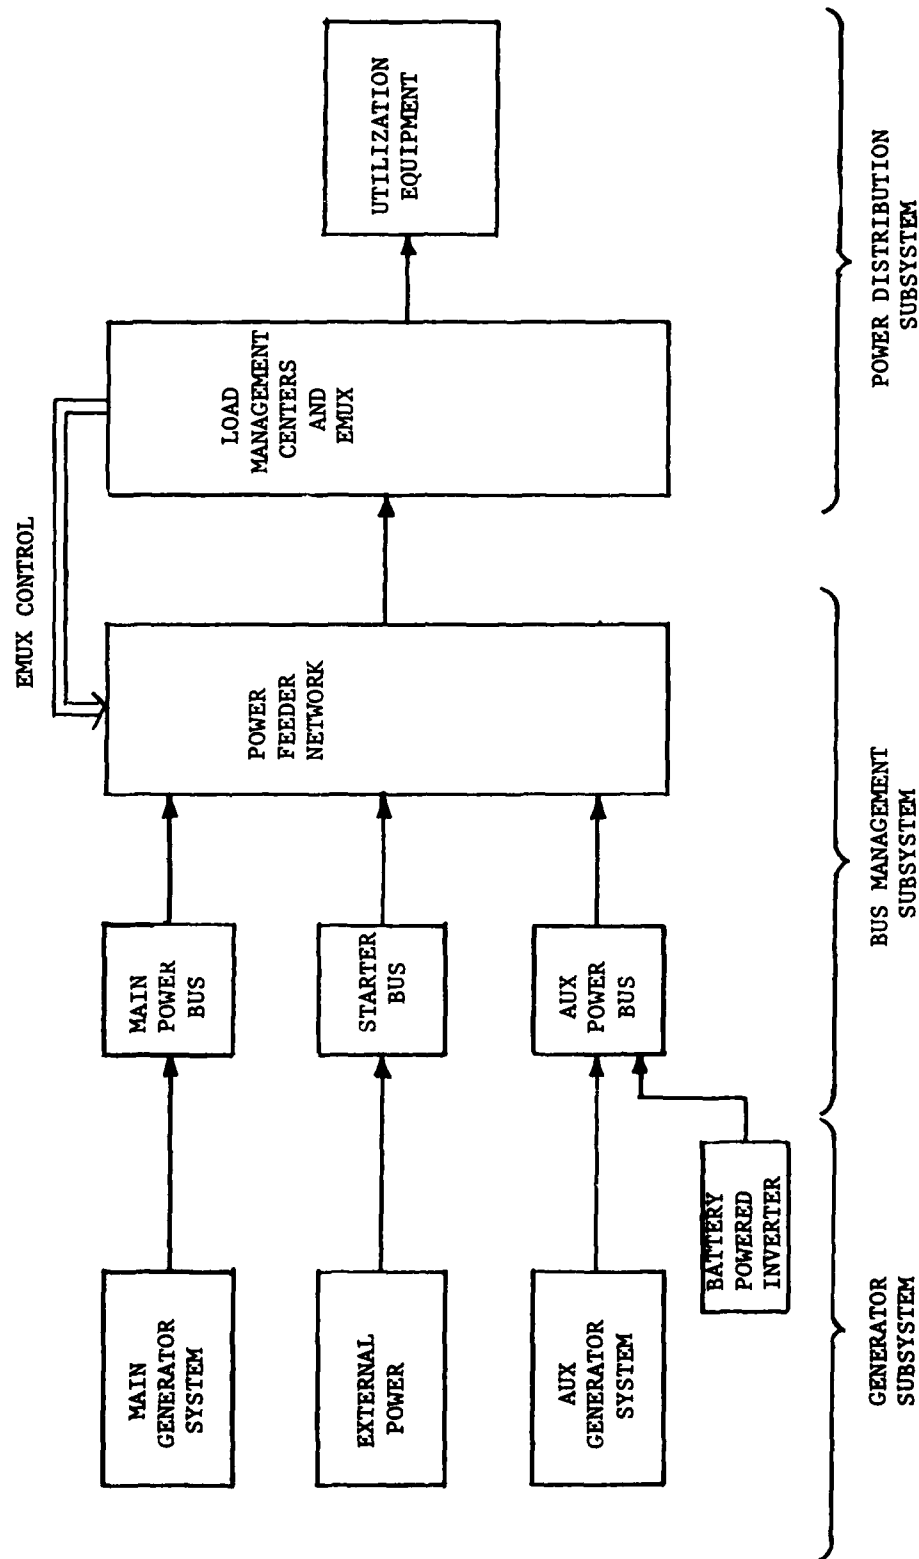 EMUX CONTROL
MAIN
GENERATOR
SYSTEM
MAIN
POWER
BUS
POWER
FEEDER
NETWORK
LOAD
MANAGEMENT
CENTERS
AND
EMUX
UTILIZATION
EQUIPMENT
EXTERNAL
POWER
STARTER
BUS
AUX
GENERATOR
SYSTEM
AUX
POWER
BUS
BATTERY
POWERED
INVERTER
GENERATOR
SUBSYSTEM
BUS MANAGEMENT
SUBSYSTEM
POWER DISTRIBUTION
SUBSYSTEM